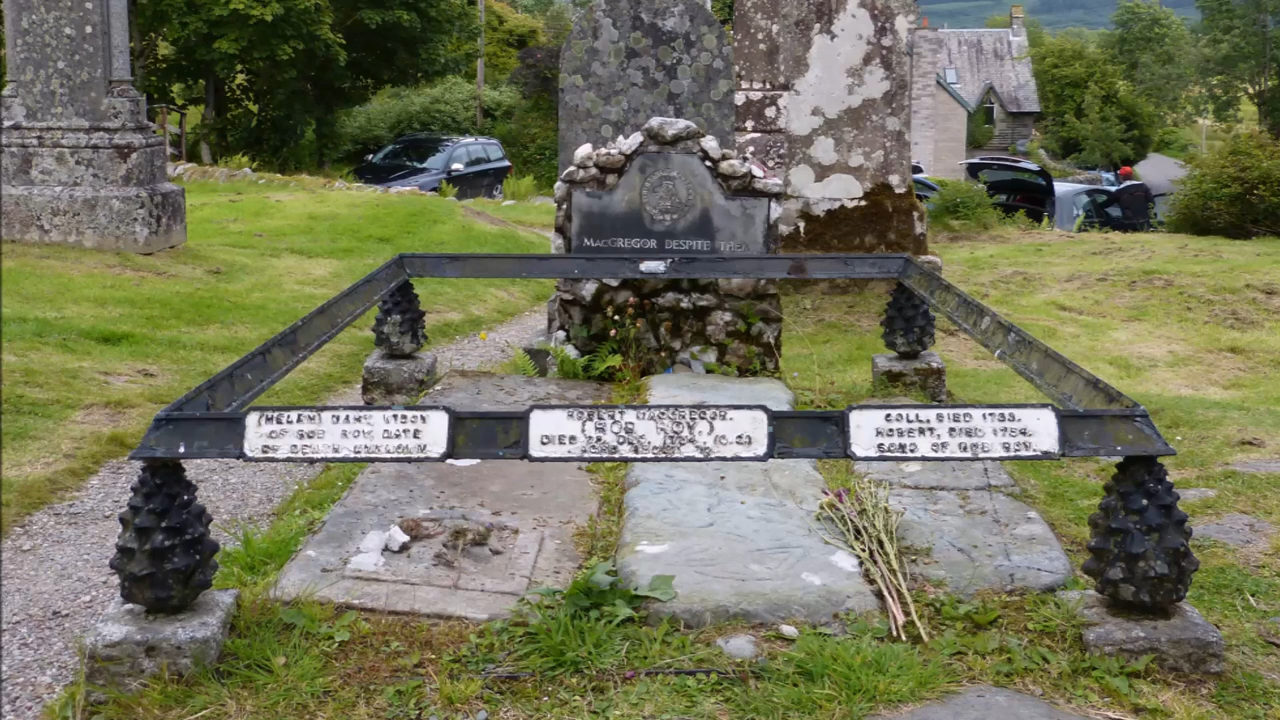 MACGREGOR DESPITE THEM
(HELEN) MARY WIFE
OF ROB ROY, DATE
OF DEATH UNKNOWN.
ROBERT MACGREGOR.
(ROB ROY)
DIED
COLL, DIED 1735.
ROBERT, DIED 1754.
SONS OF ROB ROY.